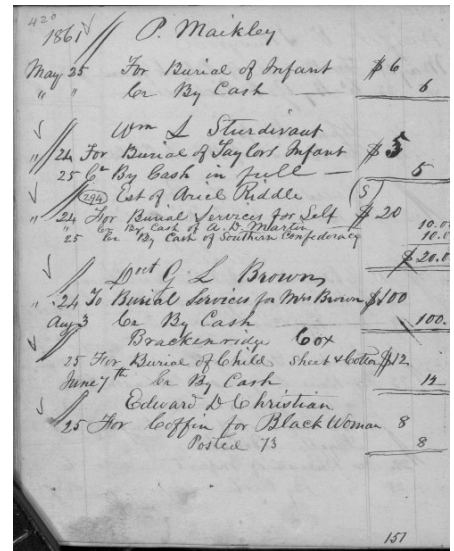 420
1861 P. Maikley
May 25 For Burial of Infant $6
" " Cr By Cash — 6
Wm L Sturdivant
" 24 For Burial of Taylors Infant $5
25 Cr By Cash in full — 5
294 Est of Ariel Riddle (S)
" 24 For Burial Services for Self $20
" Cr By Cash of A. D. Martin 10.0
25 Cr By Cash of Southern Confederacy 10.0
$20.0
G L Brown
" 24 To Burial Services for Mrs Brown $100
Aug 3 Cr By Cash 100.
Brackenridge Cox
25 For Burial of Child Sheet & Cotton $12
June 7th Cr By Cash 12
Edward D Christian
25 For Coffin for Black Woman 8
Posted 73 8
151